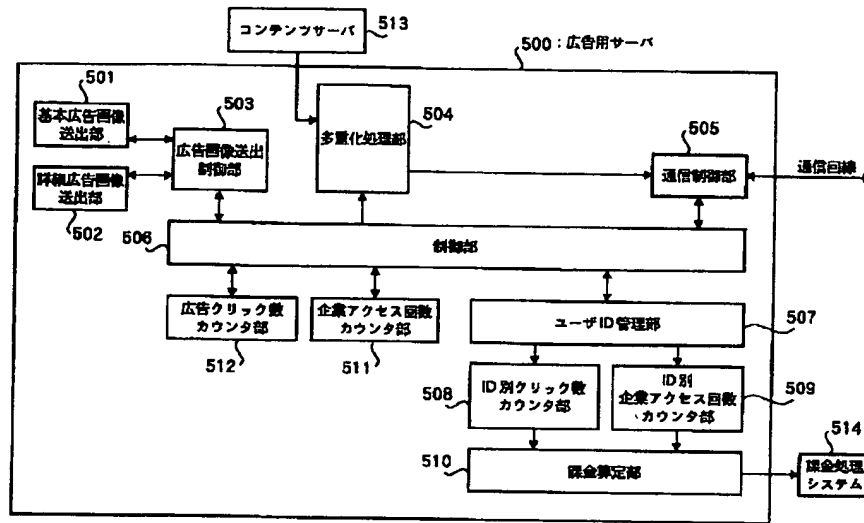 コンテンツサーバ
513
500:広告用サーバ
501
基本広告画像
送出部
503
広告画像送出
制御部
504
多重化処理部
505
通信制御部
通信回線
詳細広告画像
送出部
502
506
制御部
広告クリック数
カウンタ部
512
企業アクセス回数
カウンタ部
511
ユーザID管理部
507
508
ID別クリック数
カウンタ部
ID別
企業アクセス回数
カウンタ部
509
510
課金算定部
514
課金処理
システム